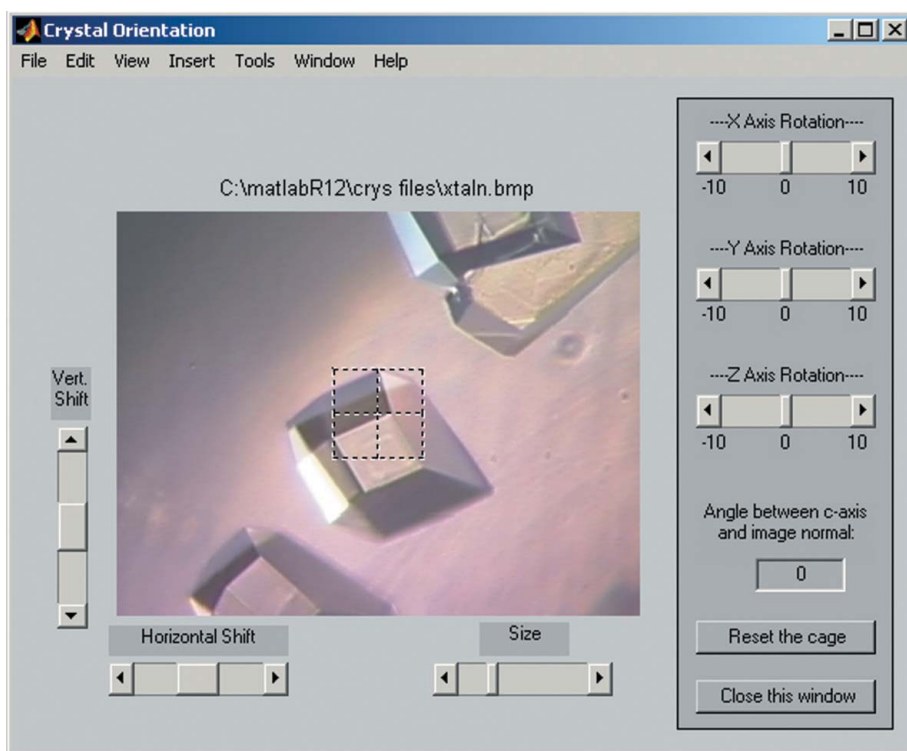 Crystal Orientation
File Edit View Insert Tools Window Help
C:\matlabR12\crys files\xtaln.bmp
Vert.
Shift
Horizontal Shift
Size
----X Axis Rotation----
-10 0 10
----Y Axis Rotation----
-10 0 10
----Z Axis Rotation----
-10 0 10
Angle between c-axis
and image normal:
0
Reset the cage
Close this window